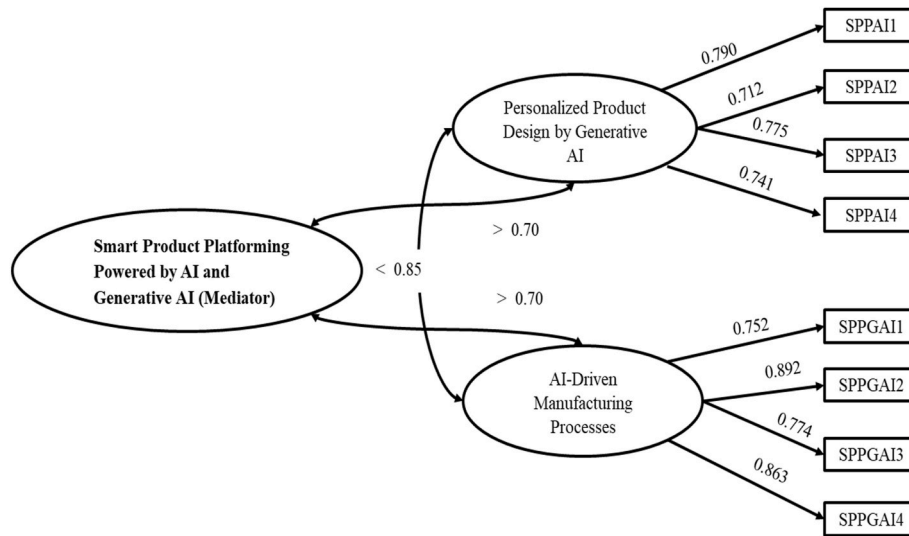 SPPAI1
0.790
SPPAI2
0.712
Personalized Product
Design by Generative
AI
0.775
SPPAI3
0.741
SPPAI4
> 0.70
Smart Product Platforming
Powered by AI and
Generative AI (Mediator)
< 0.85
> 0.70
0.752
SPPGAI1
0.892
SPPGAI2
AI-Driven
Manufacturing
Processes
0.774
SPPGAI3
0.863
SPPGAI4